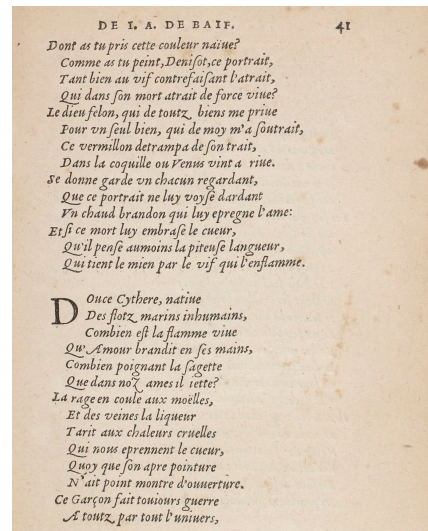 DE I. A. DE BAIF. 41
Dont as tu pris cette couleur naïue?
Comme as tu peint, Denisot, ce portrait,
Tant bien au vif contrefaisant l'atrait,
Qui dans son mort atrait de force viue?
Le dieu felon, qui de toutz biens me priue
Pour vn seul bien, qui de moy m'a soutrait,
Ce vermillon detrampa de son trait,
Dans la coquille ou Venus vint a riue.
Se donne garde vn chacun regardant,
Que ce portrait ne luy voyse dardant
Vn chaud brandon qui luy epregne l'ame:
Et si ce mort luy embrase le cueur,
Qu'il pense aumoins la piteuse langueur,
Qui tient le mien par le vif qui l'enflamme.
Douce Cythere, natiue
Des flotz marins inhumains,
Combien est la flamme viue
Qu'Amour brandit en ses mains,
Combien poignant la sagette
Que dans noz ames il iette?
La rage en coule aux moëlles,
Et des veines la liqueur
Tarit aux chaleurs cruelles
Qui nous eprennent le cueur,
Quoy que son apre pointure
N'ait point montre d'ouuerture.
Ce Garçon fait touiours guerre
A toutz par tout l'uniuers,